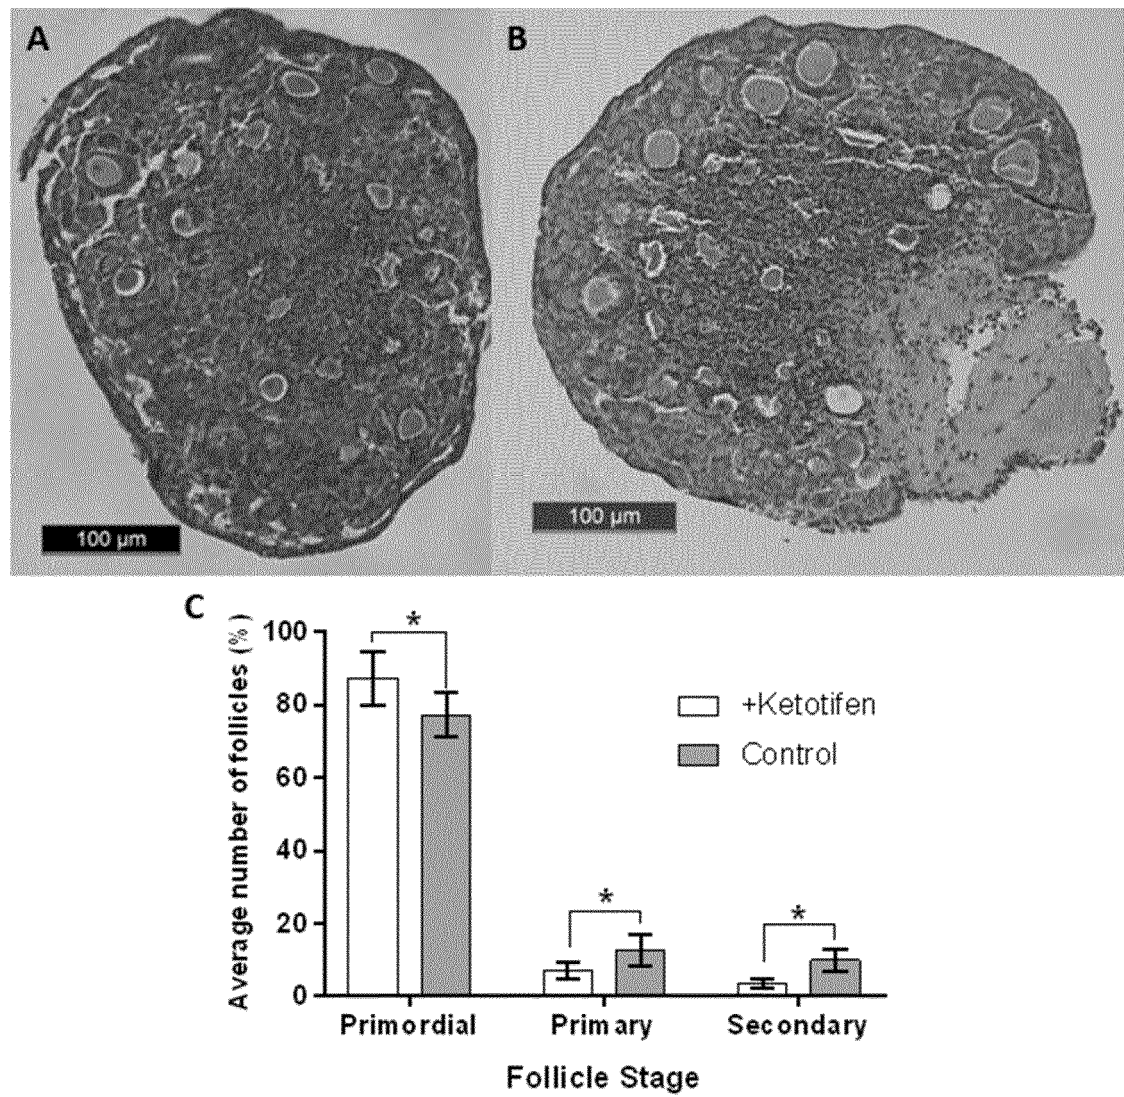 A
B
100 µm
100 µm
C
Average number of follicles (%)
100
80
60
40
20
0
*
*
*
+Ketotifen
Control
Primordial
Primary
Secondary
Follicle Stage